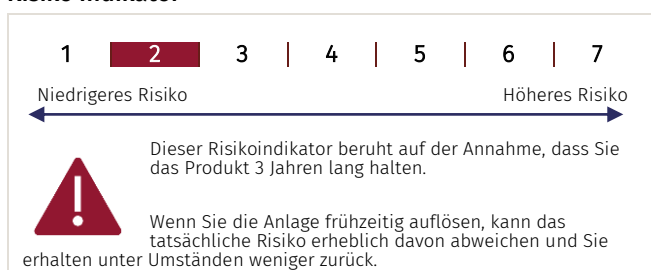 1 2 3 4 5 6 7
Niedrigeres Risiko Höheres Risiko
Dieser Risikoindikator beruht auf der Annahme, dass Sie
das Produkt 3 Jahren lang halten.
Wenn Sie die Anlage frühzeitig auflösen, kann das
tatsächliche Risiko erheblich davon abweichen und Sie
erhalten unter Umständen weniger zurück.